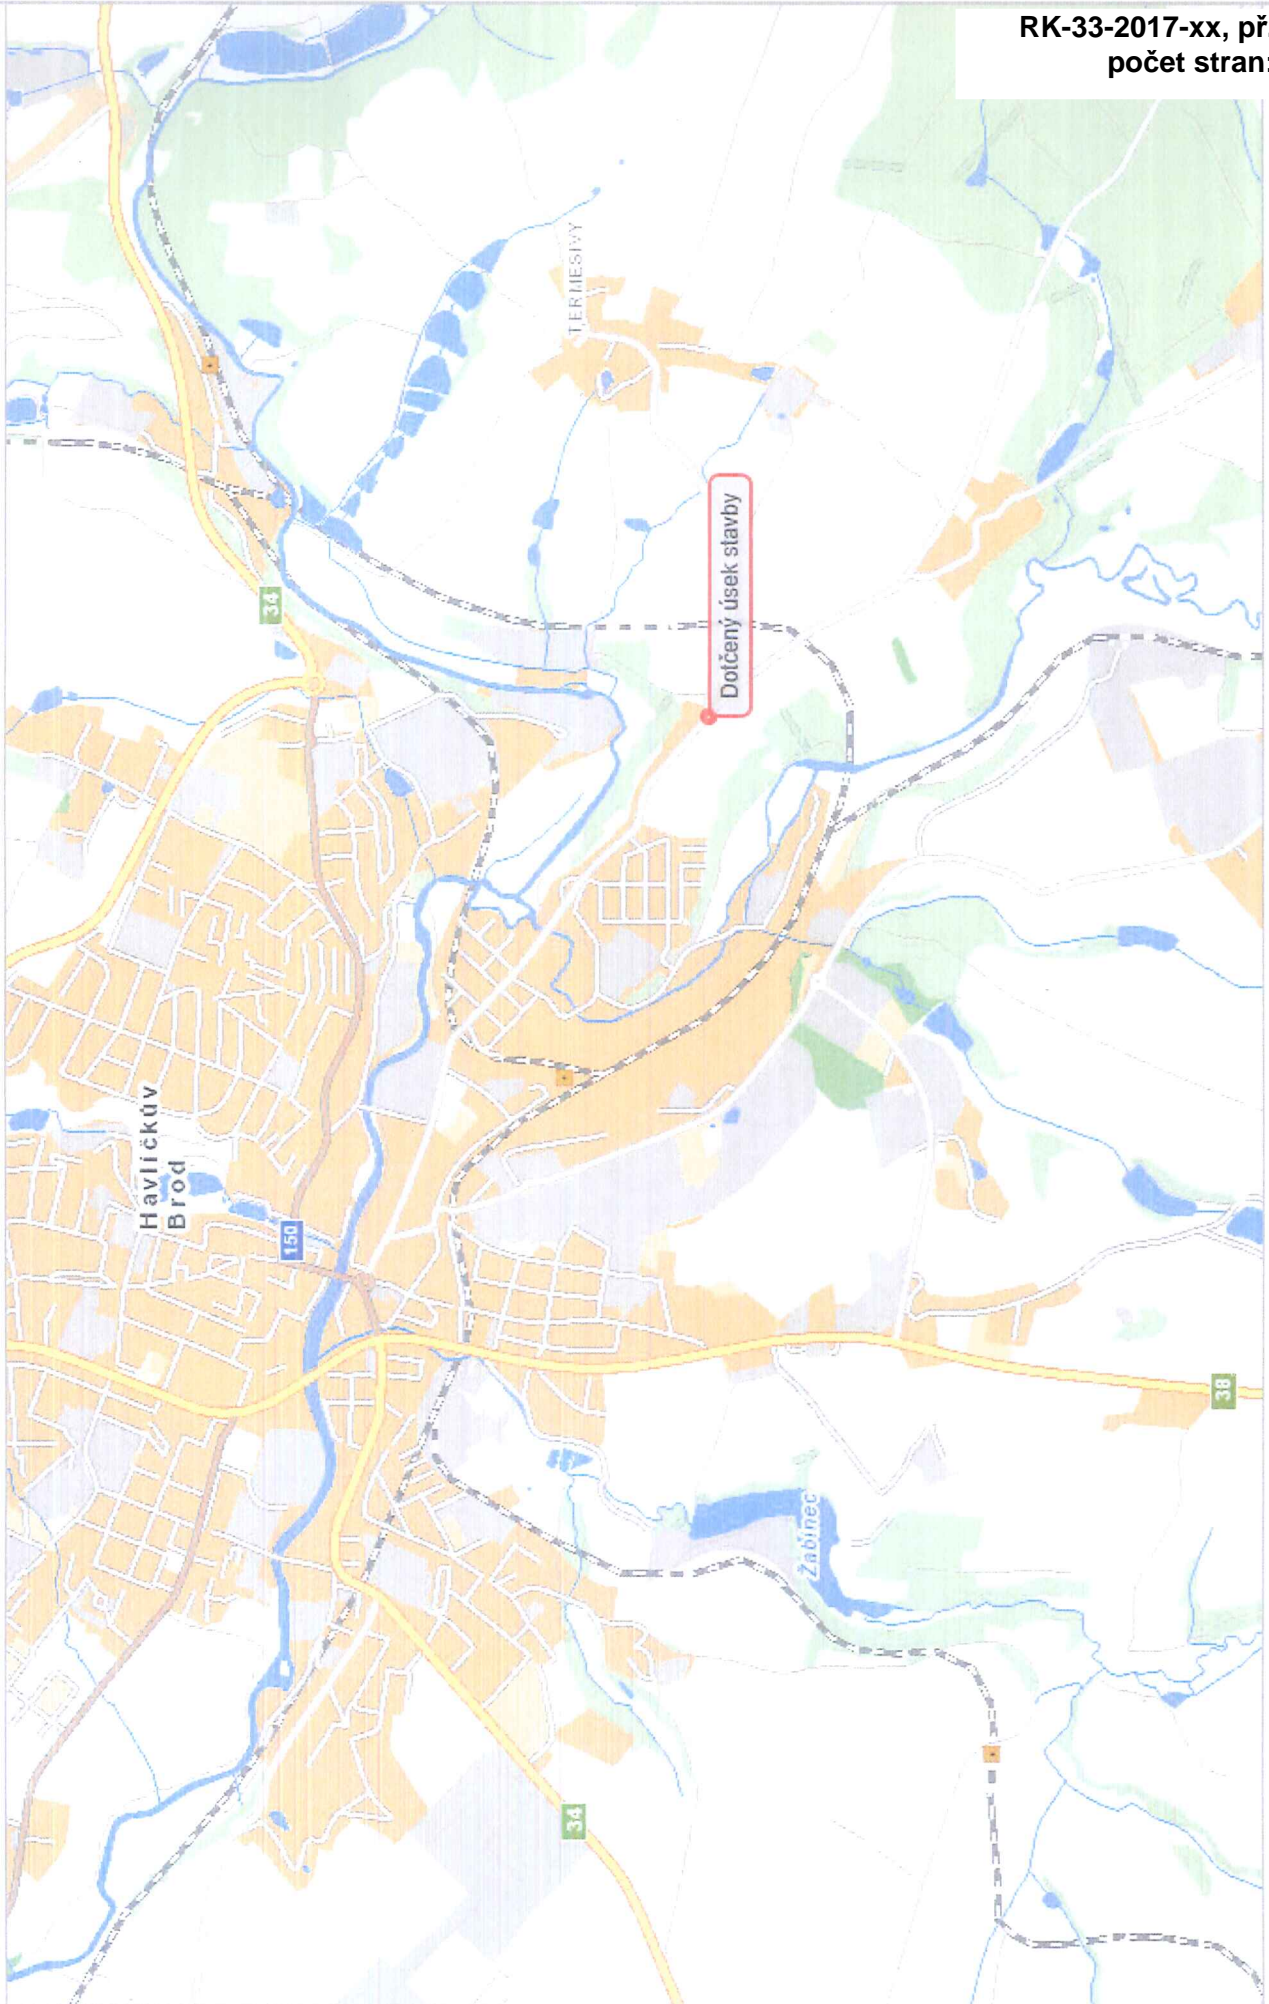 RK-33-2017-xx, př.
počet stran:
TERMESIVY
34
Dotčený úsek stavby
Havlíčkův
Brod
150
38
Žabinec
34